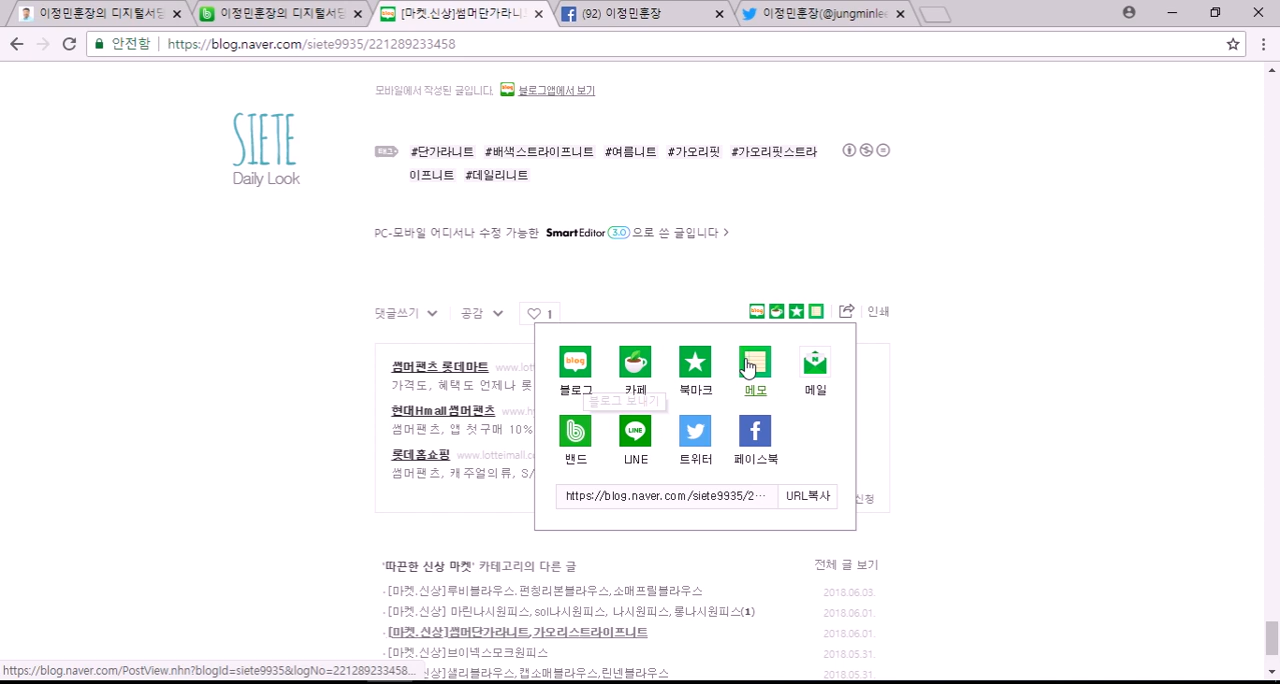 이정민훈장의 디지털서당
이정민훈장의 디지털서당
[마켓.신상]썸머단가라니
(92) 이정민훈장
이정민훈장(@jungminlee
안전함 https://blog.naver.com/siete9935/221289233458
모바일에서 작성된 글입니다. blog 블로그앱에서 보기
SIETE
Daily Look
태그 #단가라니트 #배색스트라이프니트 #여름니트 #가오리핏 #가오리핏스트라
이프니트 #데일리니트
PC-모바일 어디서나 수정 가능한 SmartEditor 3.0 으로 쓴 글입니다 >
댓글쓰기 공감 1 인쇄
썸머팬츠 롯데마트 www.lot
가격도, 혜택도 언제나 롯
현대Hmall썸머팬츠 www.h
썸머팬츠, 앱 첫구매 10%
롯데홈쇼핑 www.lotteimall.c
썸머팬츠, 캐주얼의류, S/
신청
blog
블로그 카페 북마크 메모 메일
블로그 보내기
LINE
밴드 LINE 트위터 페이스북
https://blog.naver.com/siete9935/2··· URL복사
'따끈한 신상 마켓' 카테고리의 다른 글 전체 글 보기
· [마켓.신상]루비블라우스. 펀칭리본블라우스,소매프릴블라우스 2018.06.03.
· [마켓.신상] 마린나시원피스, sol나시원피스, 나시원피스, 롱나시원피스(1) 2018.06.01.
· [마켓.신상]썸머단가라니트,가오리스트라이프니트 2018.06.01.
· [마켓.신상]브이넥스모크원피스 2018.05.31.
신상]샐리블라우스,캡소매블라우스,린넨블라우스 2018.05.31.
https://blog.naver.com/PostView.nhn?blogId=siete9935&logNo=221289233458...